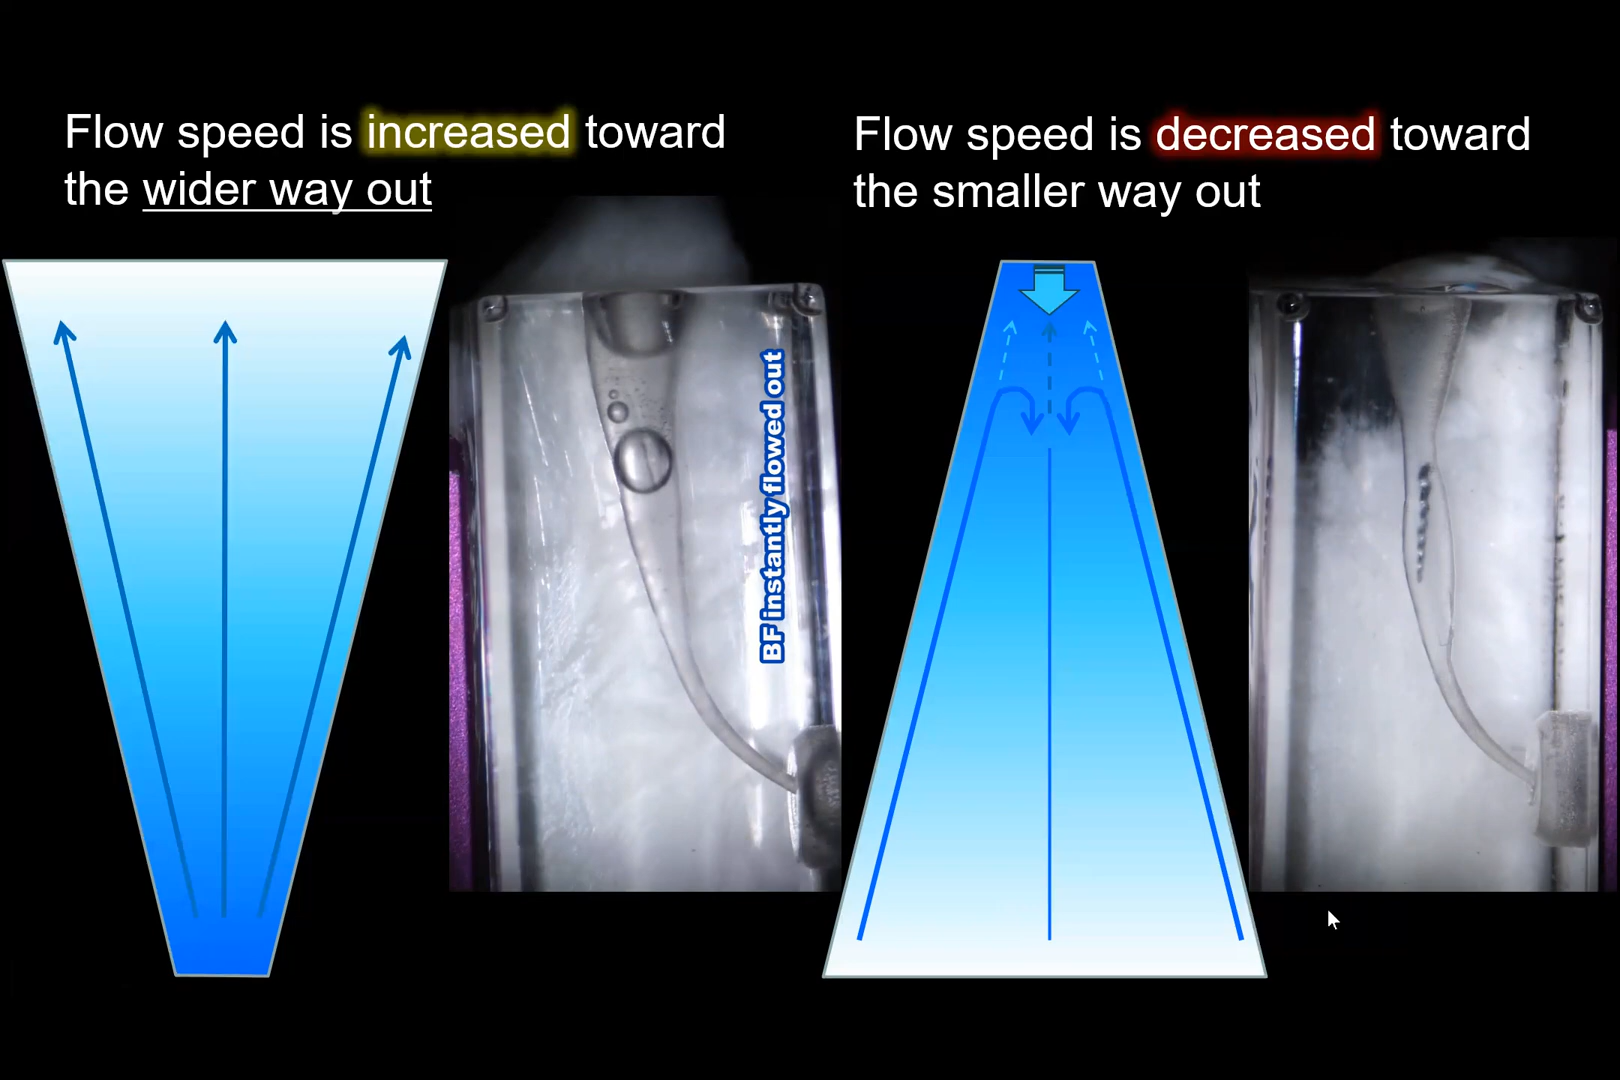 Flow speed is increased toward
the wider way out
Flow speed is decreased toward
the smaller way out
BF instantly flowed out